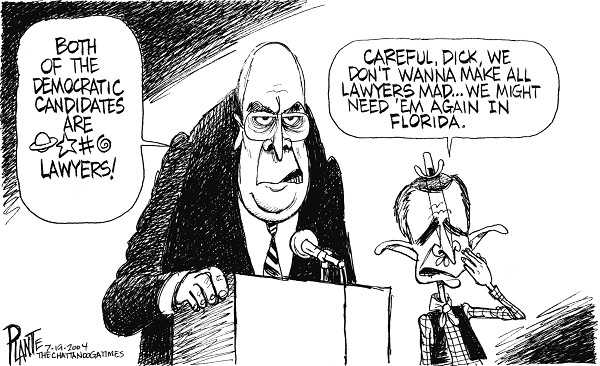 BOTH
OF THE
DEMOCRATIC
CANDIDATES
ARE
#
LAWYERS!
CAREFUL, DICK, WE
DON'T WANNA MAKE ALL
LAWYERS MAD...WE MIGHT
NEED 'EM AGAIN IN
FLORIDA.
PLANTE
7-19-2004
THE CHATTANOOGA TIMES